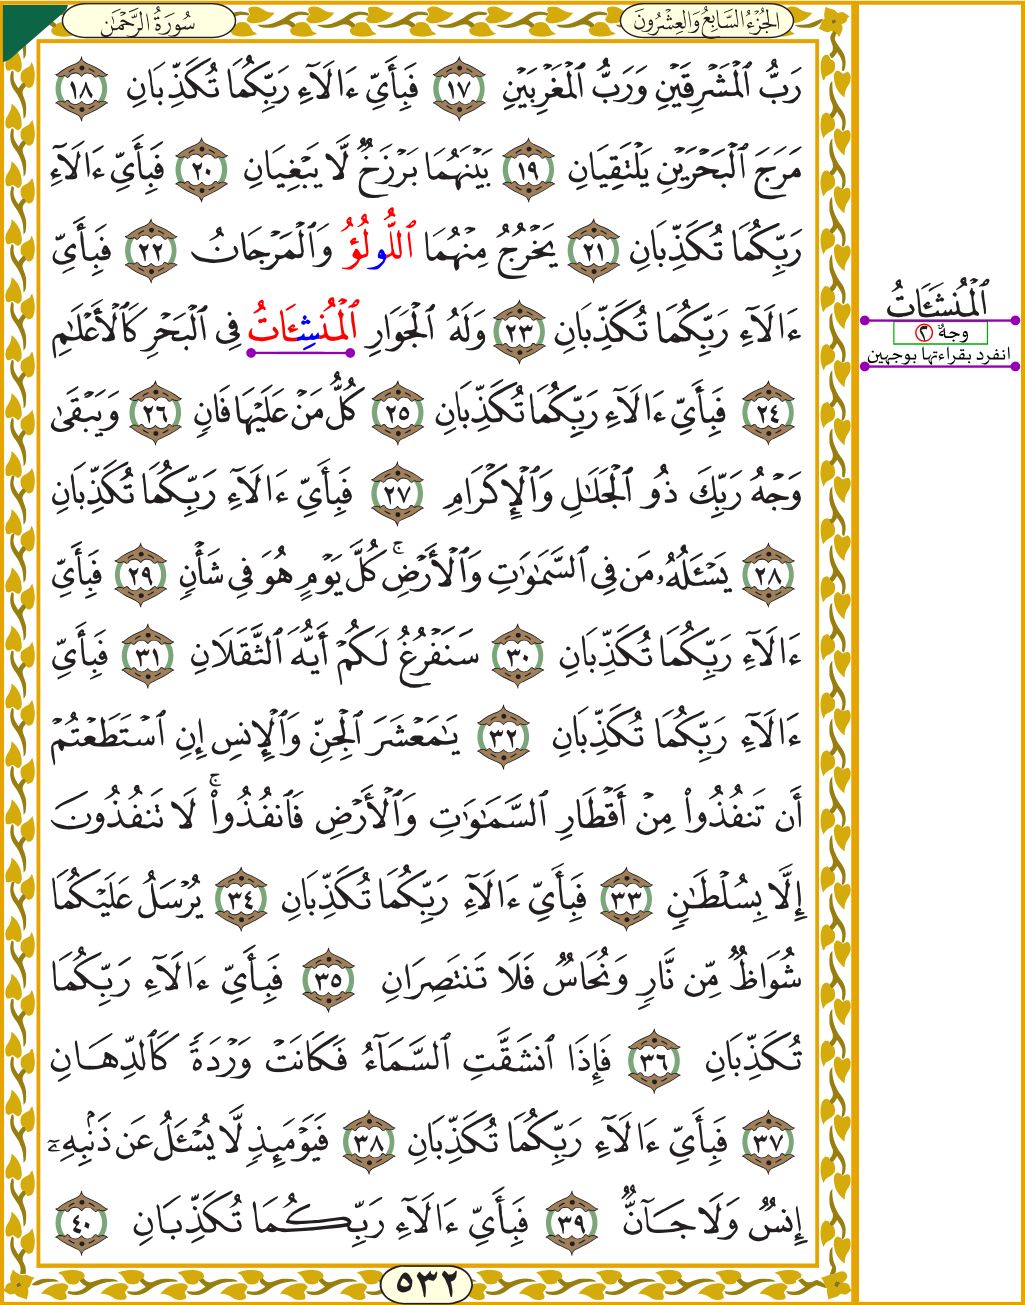 سُورَةُ الرَّحْمَٰن
الجُزْءُ السَّابِعُ وَالعِشْرُونَ
رَبُّ ٱلْمَشْرِقَيْنِ وَرَبُّ ٱلْمَغْرِبَيْنِ ١٧ فَبِأَيِّ ءَالَآءِ رَبِّكُمَا تُكَذِّبَانِ ١٨
مَرَجَ ٱلْبَحْرَيْنِ يَلْتَقِيَانِ ١٩ بَيْنَهُمَا بَرْزَخٌ لَّا يَبْغِيَانِ ٢٠ فَبِأَيِّ ءَالَآءِ
رَبِّكُمَا تُكَذِّبَانِ ٢١ يَخْرُجُ مِنْهُمَا ٱللُّولُؤُ وَٱلْمَرْجَانُ ٢٢ فَبِأَيِّ
ءَالَآءِ رَبِّكُمَا تُكَذِّبَانِ ٢٣ وَلَهُ ٱلْجَوَارِ ٱلْمُنشِـَٔاتُ فِي ٱلْبَحْرِ كَٱلْأَعْلَٰمِ
٢٤ فَبِأَيِّ ءَالَآءِ رَبِّكُمَا تُكَذِّبَانِ ٢٥ كُلُّ مَنْ عَلَيْهَا فَانٍ ٢٦ وَيَبْقَىٰ
وَجْهُ رَبِّكَ ذُو ٱلْجَلَٰلِ وَٱلْإِكْرَامِ ٢٧ فَبِأَيِّ ءَالَآءِ رَبِّكُمَا تُكَذِّبَانِ
٢٨ يَسْـَٔلُهُۥ مَن فِي ٱلسَّمَٰوَٰتِ وَٱلْأَرْضِۚ كُلَّ يَوْمٍ هُوَ فِي شَأْنٍ ٢٩ فَبِأَيِّ
ءَالَآءِ رَبِّكُمَا تُكَذِّبَانِ ٣٠ سَنَفْرُغُ لَكُمْ أَيُّهَ ٱلثَّقَلَانِ ٣١ فَبِأَيِّ
ءَالَآءِ رَبِّكُمَا تُكَذِّبَانِ ٣٢ يَٰمَعْشَرَ ٱلْجِنِّ وَٱلْإِنسِ إِنِ ٱسْتَطَعْتُمْ
أَن تَنفُذُوا۟ مِنْ أَقْطَارِ ٱلسَّمَٰوَٰتِ وَٱلْأَرْضِ فَٱنفُذُوا۟ۚ لَا تَنفُذُونَ
إِلَّا بِسُلْطَٰنٍ ٣٣ فَبِأَيِّ ءَالَآءِ رَبِّكُمَا تُكَذِّبَانِ ٣٤ يُرْسَلُ عَلَيْكُمَا
شُوَاظٌ مِّن نَّارٍ وَنُحَاسٌ فَلَا تَنتَصِرَانِ ٣٥ فَبِأَيِّ ءَالَآءِ رَبِّكُمَا
تُكَذِّبَانِ ٣٦ فَإِذَا ٱنشَقَّتِ ٱلسَّمَآءُ فَكَانَتْ وَرْدَةً كَٱلدِّهَانِ
٣٧ فَبِأَيِّ ءَالَآءِ رَبِّكُمَا تُكَذِّبَانِ ٣٨ فَيَوْمَئِذٍ لَّا يُسْـَٔلُ عَن ذَنۢبِهِۦٓ
إِنسٌ وَلَا جَآنٌّ ٣٩ فَبِأَيِّ ءَالَآءِ رَبِّكُمَا تُكَذِّبَانِ ٤٠
٥٣٢
ٱلْمُنشَـَٔاتُ
وجهٌ ٢
انفرد بقراءتها بوجهين